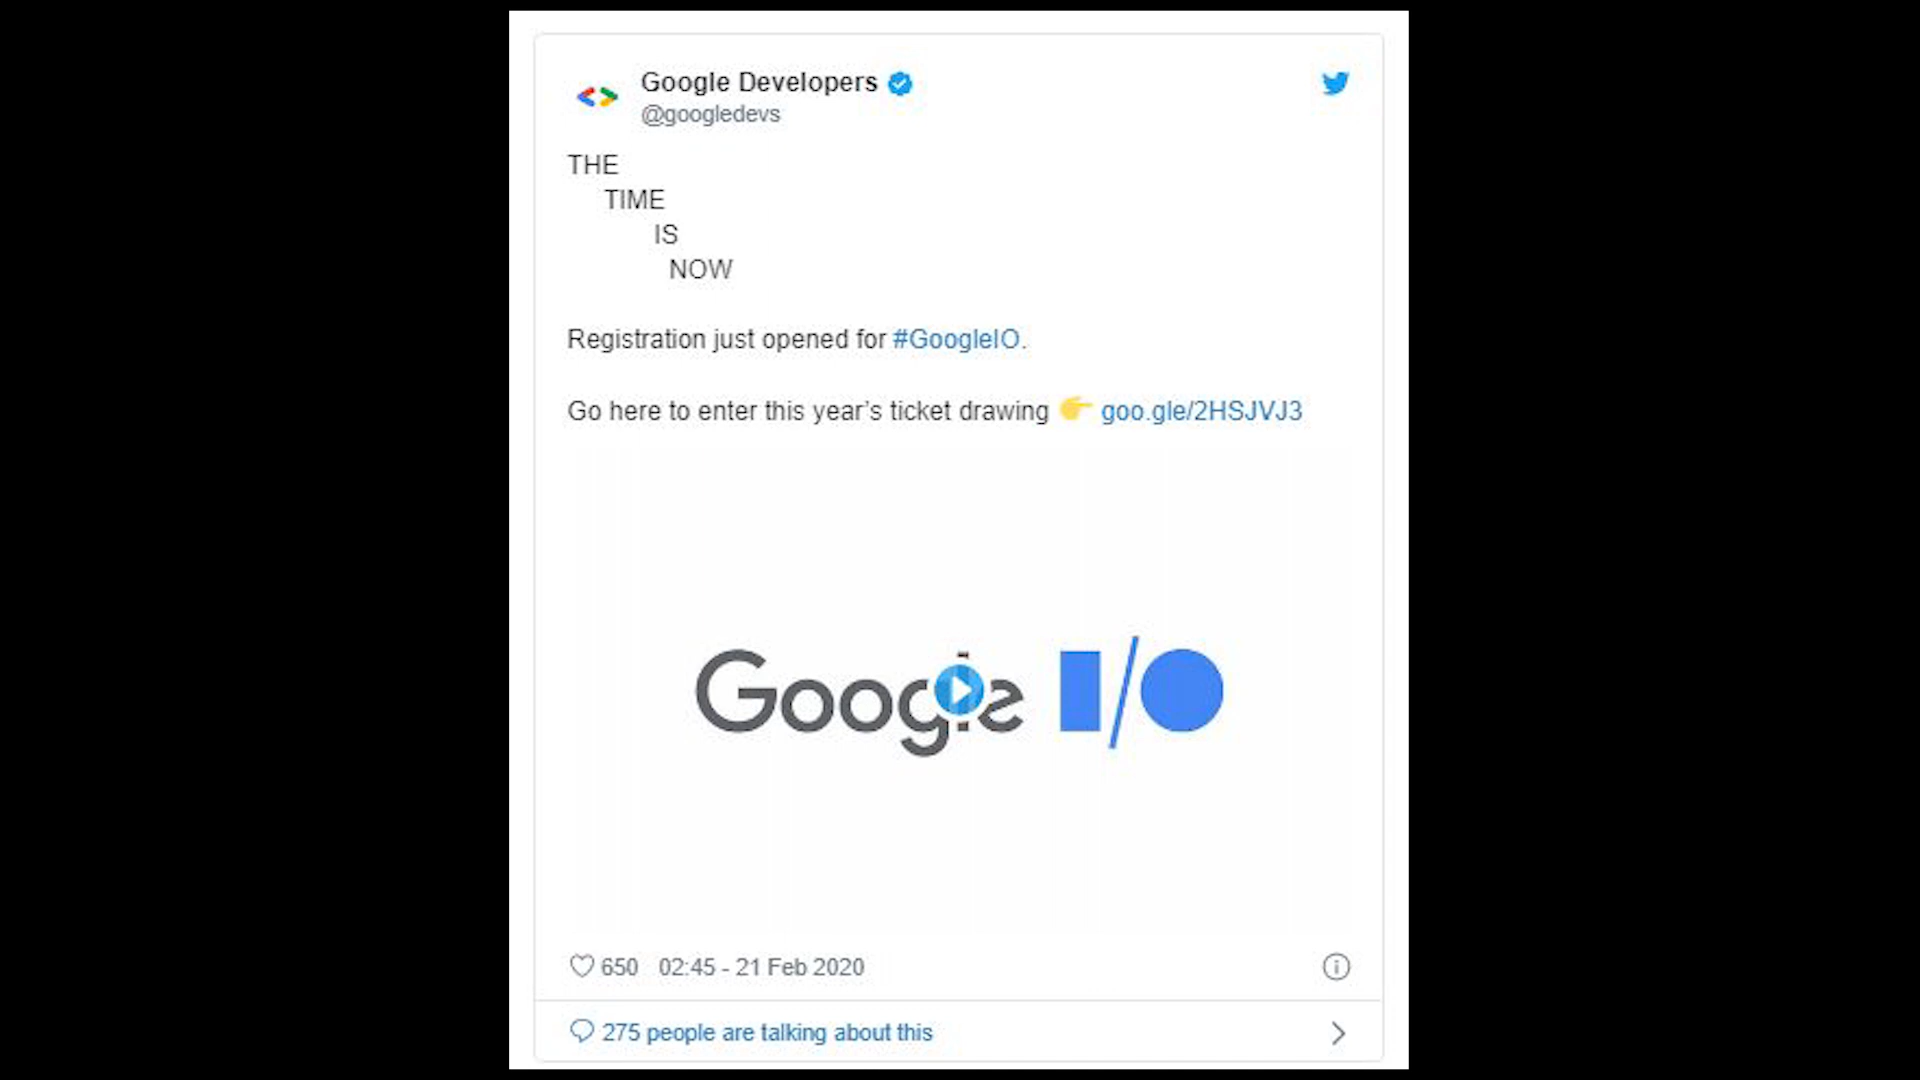 Google Developers
@googledevs
THE
TIME
IS
NOW
Registration just opened for #GoogleIO.
Go here to enter this year’s ticket drawing 👉 goo.gle/2HSJVJ3
Google I/O
650 02:45 - 21 Feb 2020
275 people are talking about this